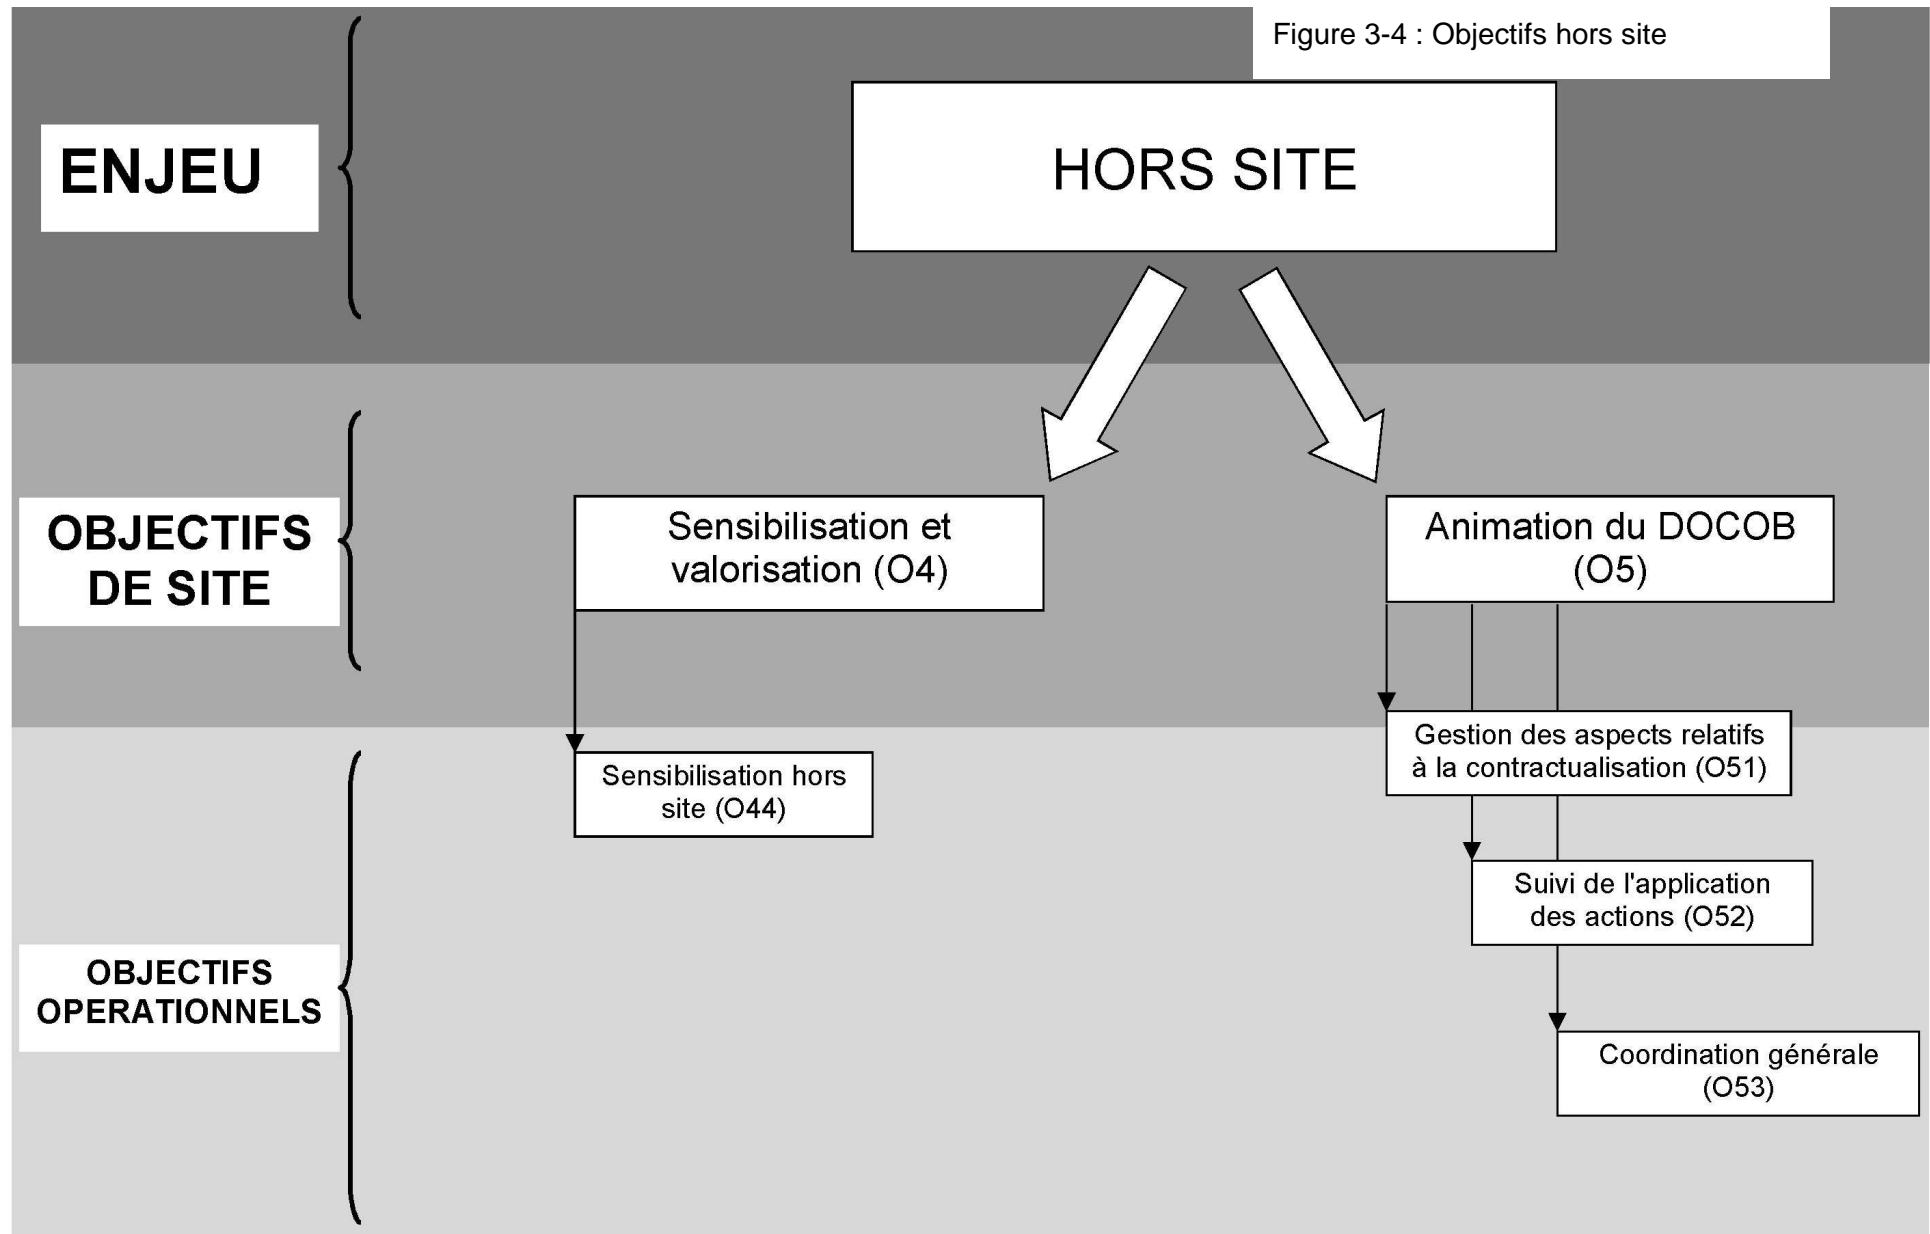 Figure 3-4 : Objectifs hors site
ENJEU
HORS SITE
OBJECTIFS
DE SITE
Sensibilisation et
valorisation (O4)
Animation du DOCOB
(O5)
OBJECTIFS
OPERATIONNELS
Sensibilisation hors
site (O44)
Gestion des aspects relatifs
à la contractualisation (O51)
Suivi de l'application
des actions (O52)
Coordination générale
(O53)